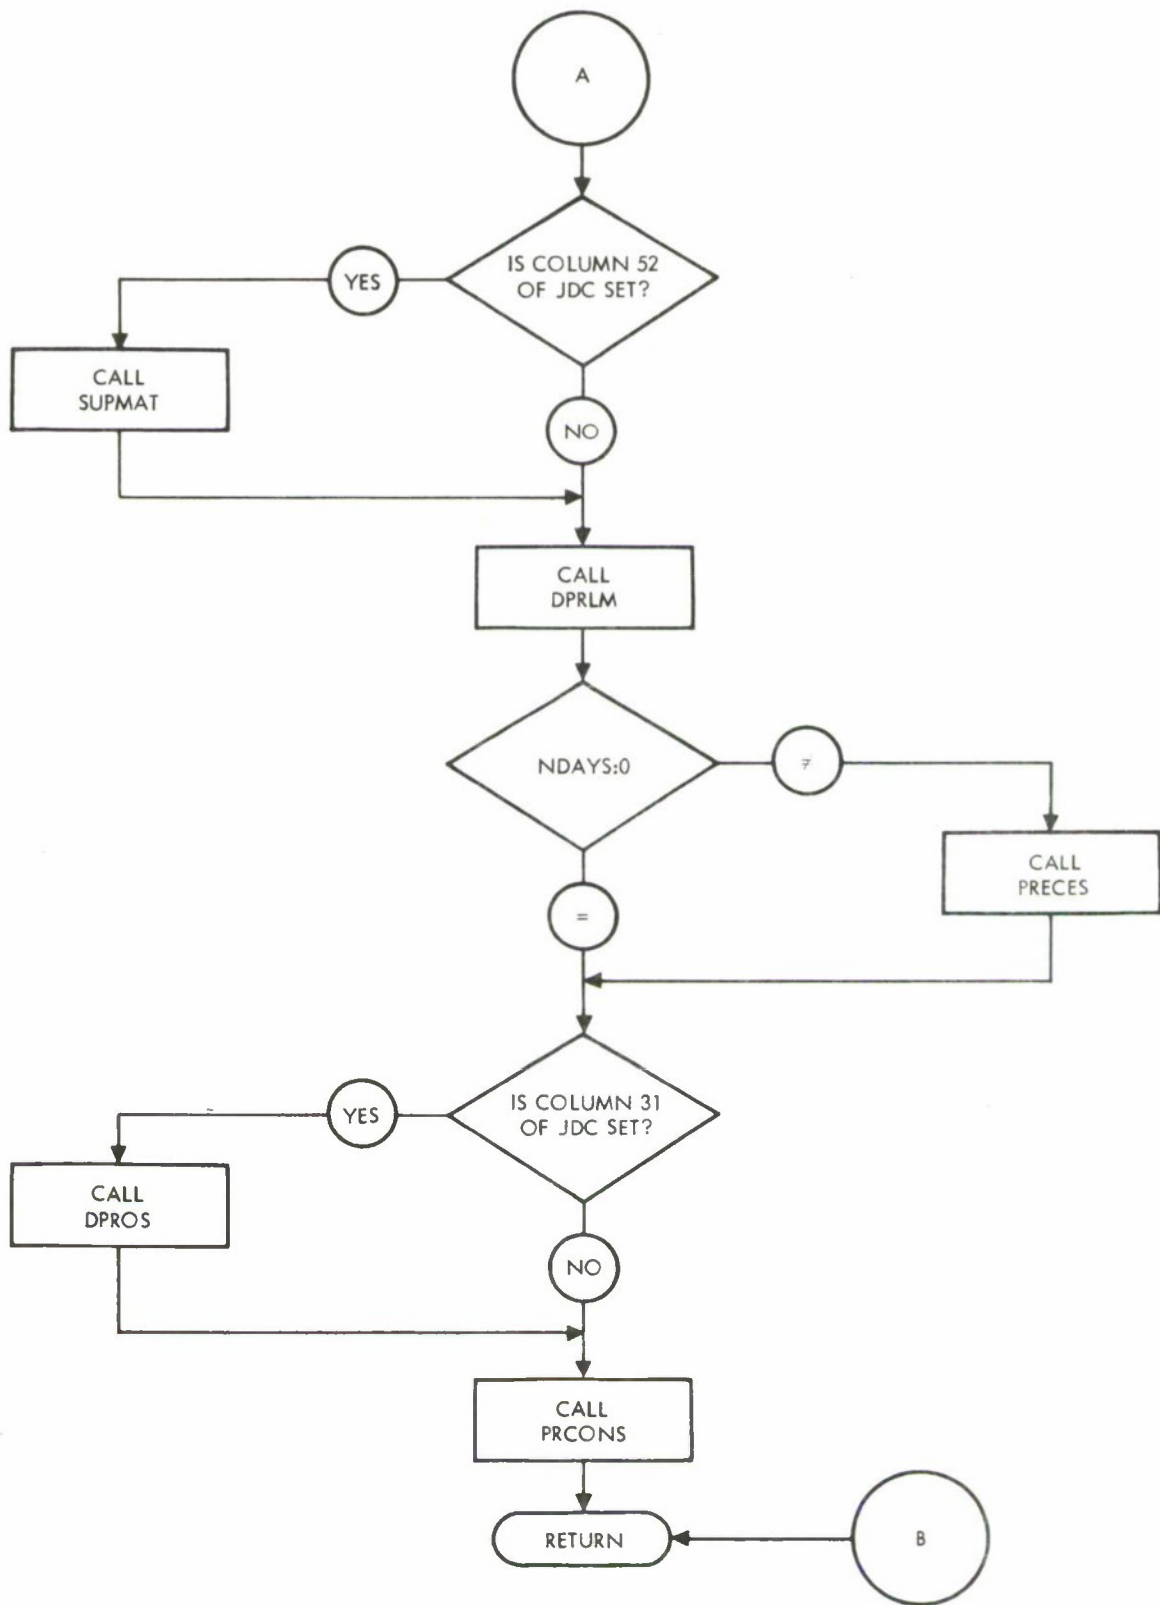 A
IS COLUMN 52
OF JDC SET?
YES
CALL
SUPMAT
NO
CALL
DPRLM
NDAYS:0
≠
CALL
PRECES
=
IS COLUMN 31
OF JDC SET?
YES
CALL
DPROS
NO
CALL
PRCONS
RETURN
B